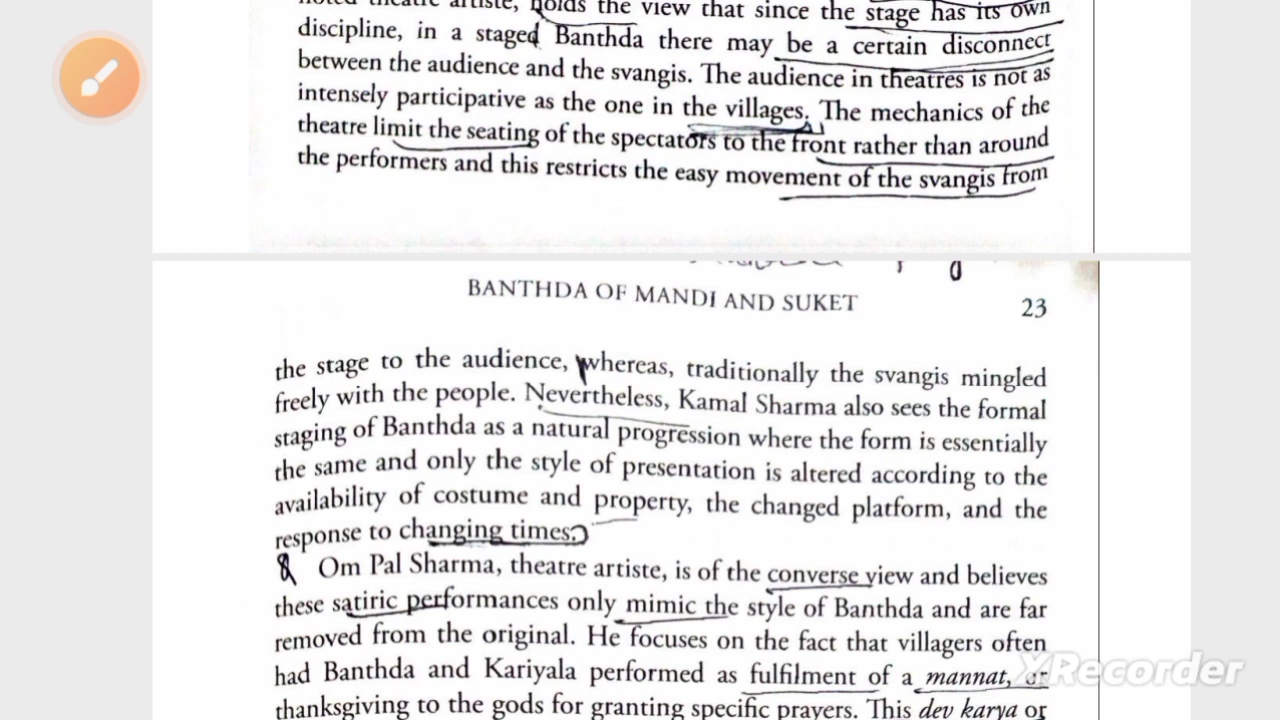 noted theatre artiste, holds the view that since the stage has its own
discipline, in a staged Banthda there may be a certain disconnect
between the audience and the svangis. The audience in theatres is not as
intensely participative as the one in the villages. The mechanics of the
theatre limit the seating of the spectators to the front rather than around
the performers and this restricts the easy movement of the svangis from
BANTHDA OF MANDI AND SUKET
23
the stage to the audience, whereas, traditionally the svangis mingled
freely with the people. Nevertheless, Kamal Sharma also sees the formal
staging of Banthda as a natural progression where the form is essentially
the same and only the style of presentation is altered according to the
availability of costume and property, the changed platform, and the
response to changing times.
Om Pal Sharma, theatre artiste, is of the converse view and believes
these satiric performances only mimic the style of Banthda and are far
removed from the original. He focuses on the fact that villagers often
had Banthda and Kariyala performed as fulfilment of a mannat, or
thanksgiving to the gods for granting specific prayers. This dev karya or
XRecorder